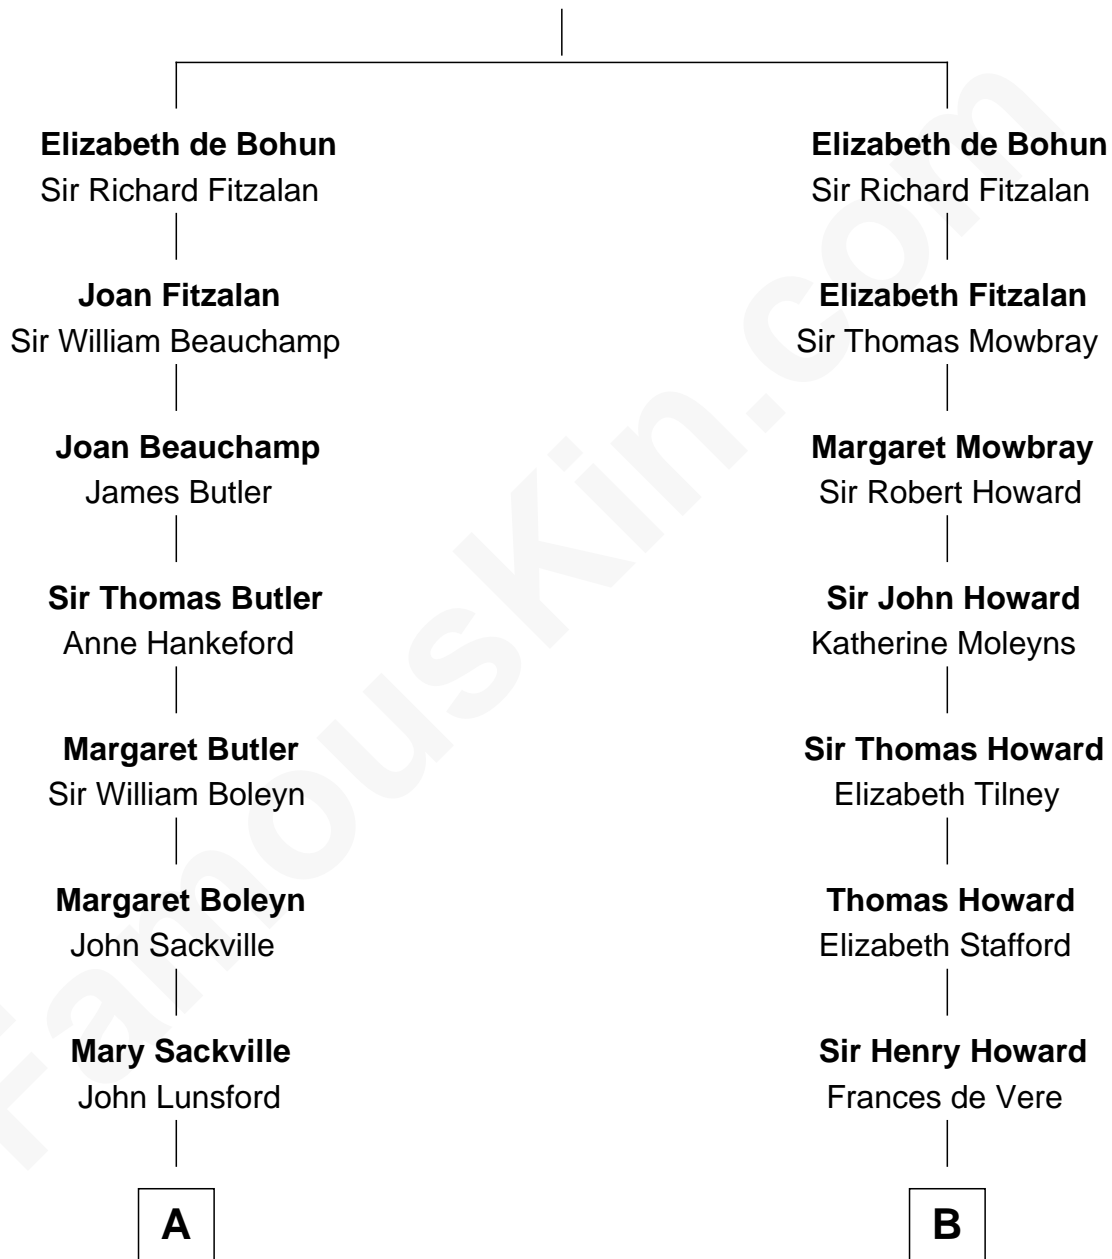 Elizabeth de Bohun
Sir Richard Fitzalan
Joan Fitzalan
Sir William Beauchamp
Joan Beauchamp
James Butler
Sir Thomas Butler
Anne Hankeford
Margaret Butler
Sir William Boleyn
Margaret Boleyn
John Sackville
Mary Sackville
John Lunsford
A
Elizabeth de Bohun
Sir Richard Fitzalan
Elizabeth Fitzalan
Sir Thomas Mowbray
Margaret Mowbray
Sir Robert Howard
Sir John Howard
Katherine Moleyns
Sir Thomas Howard
Elizabeth Tilney
Thomas Howard
Elizabeth Stafford
Sir Henry Howard
Frances de Vere
B
FamousKin.com